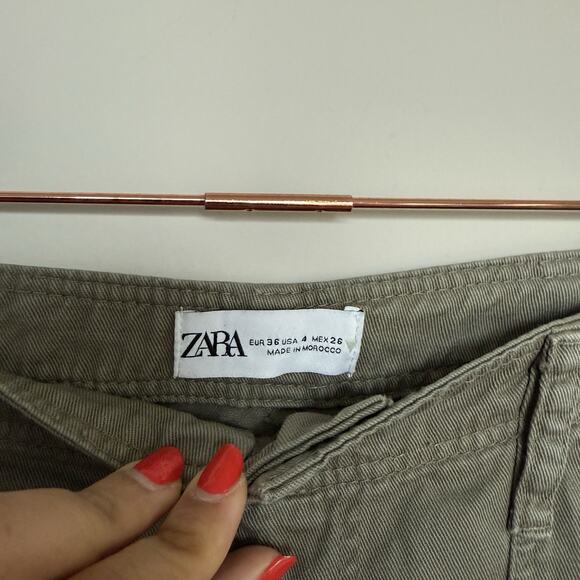 ZARA
EUR 36 USA 4 MEX 26
MADE IN MOROCCO